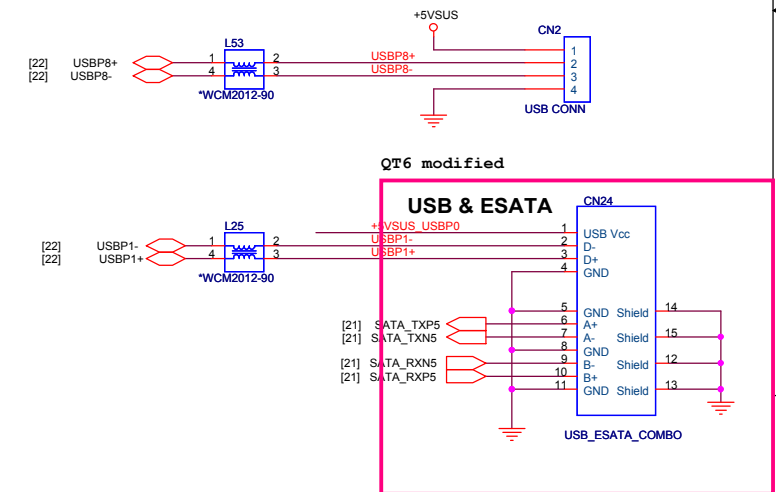 +5VSUS
CN2
L53
[22] USBP8+ 1 2 USBP8+ 1
2
[22] USBP8- 4 3 USBP8- 3
4
*WCM2012-90
USB CONN
QT6 modified
USB & ESATA
CN24
L25
+5VSUS_USBP0 1 USB Vcc
[22] USBP1- 1 2 USBP1- 2 D-
[22] USBP1+ 4 3 USBP1+ 3 D+
4 GND
*WCM2012-90
5 GND Shield 14
[21] SATA_TXP5 6 A+
[21] SATA_TXN5 7 A- Shield 15
8 GND
[21] SATA_RXN5 9 B- Shield 12
[21] SATA_RXP5 10 B+
11 GND Shield 13
USB_ESATA_COMBO